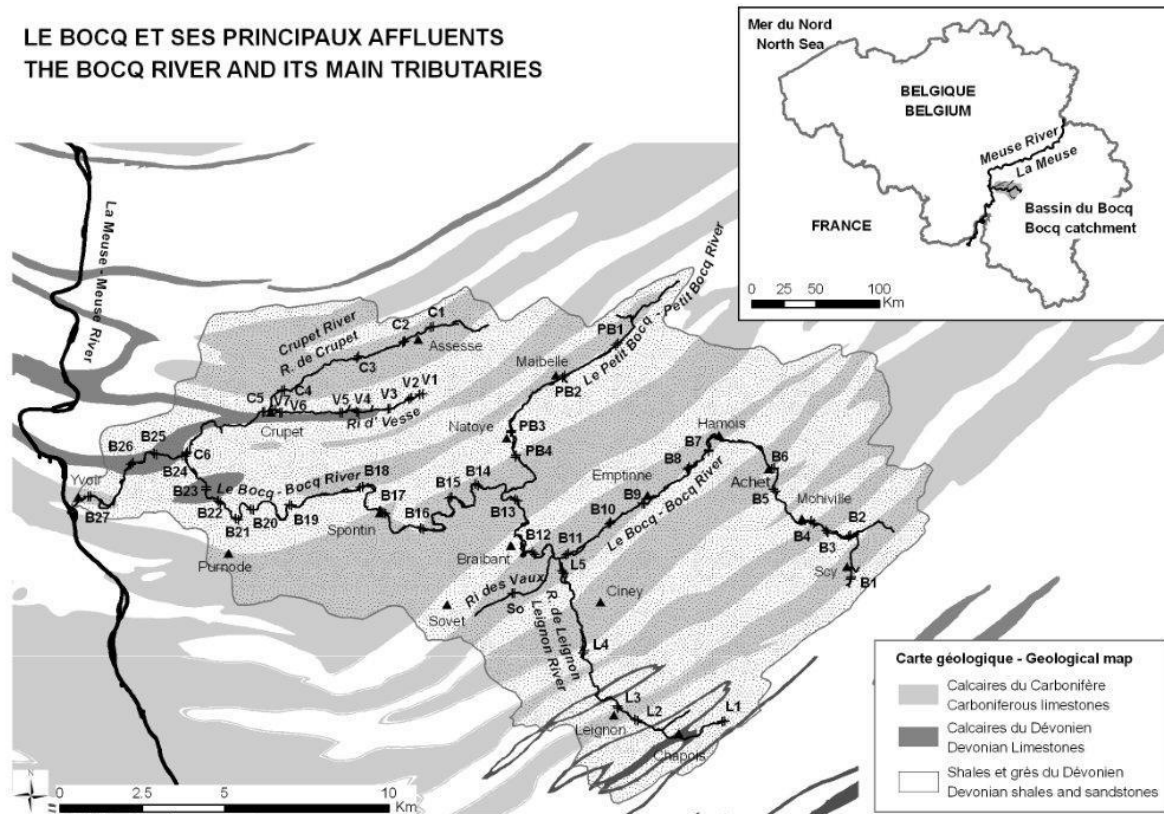 LE BOCQ ET SES PRINCIPAUX AFFLUENTS
THE BOCQ RIVER AND ITS MAIN TRIBUTARIES
Mer du Nord
North Sea
BELGIQUE
BELGIUM
Meuse River
La Meuse
FRANCE
Bassin du Bocq
Bocq catchment
0 25 50 100
Km
La Meuse - Meuse River
Crupet River
R. de Crupet
C1
C2
Assesse
C3
C4
C5
V7
V6
V5
V4
V3
V2
V1
Ri d' Vesse
Crupet
C6
Le Petit Bocq - Petit Bocq River
PB1
Maibelle
PB2
PB3
Natoye
PB4
Hamois
B7
B8
B6
Achet
B5
Emptinne
B9
B10
Le Bocq - Bocq River
Mohiville
B4
B3
B2
Scy
B1
B26
B25
B24
Yvoir
B27
B23
B22
B21
B20
B19
Le Bocq - Bocq River
B18
B17
Spontin
B16
B15
B14
B13
B12
B11
Braibant
Purnode
L5
Ri des Vaux
So
Sovet
Ciney
R. de Leignon
Leignon River
L4
L3
L2
L1
Leignon
Chapois
Carte géologique - Geological map
Calcaires du Carbonifère
Carboniferous limestones
Calcaires du Dévonien
Devonian Limestones
Shales et grès du Dévonien
Devonian shales and sandstones
N
0 2.5 5 10
Km